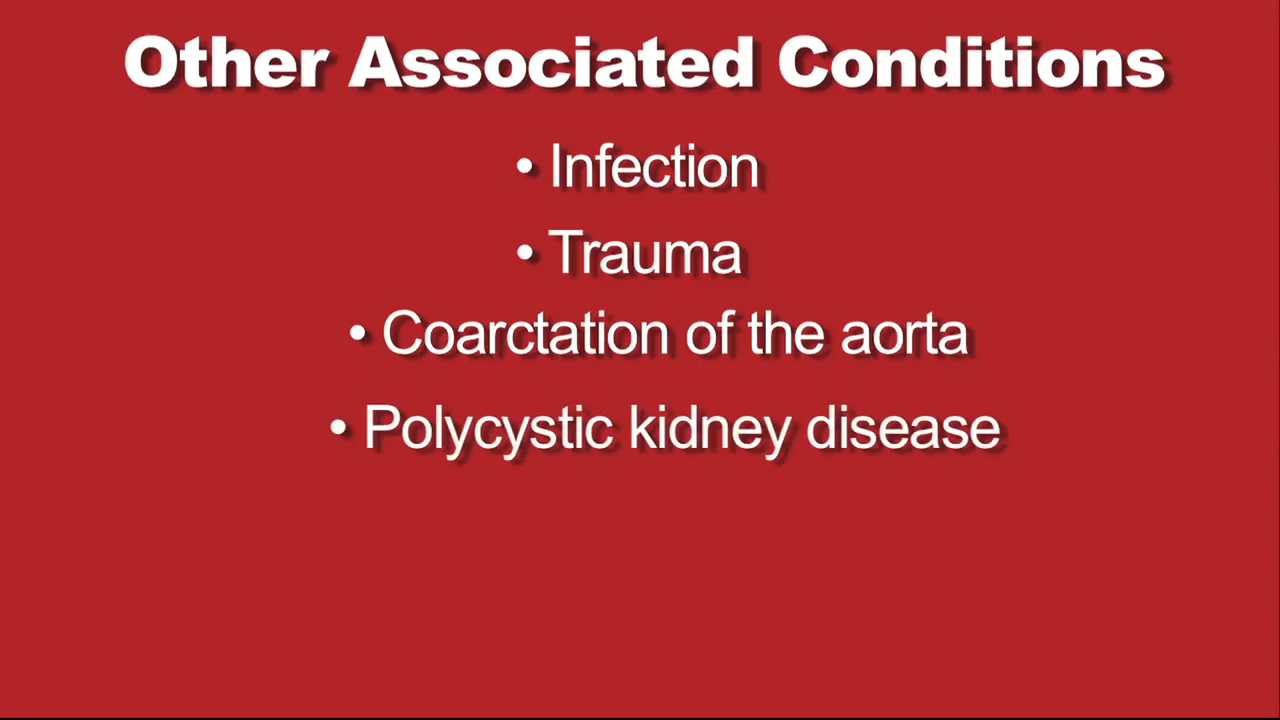 Other Associated Conditions
• Infection
• Trauma
• Coarctation of the aorta
• Polycystic kidney disease